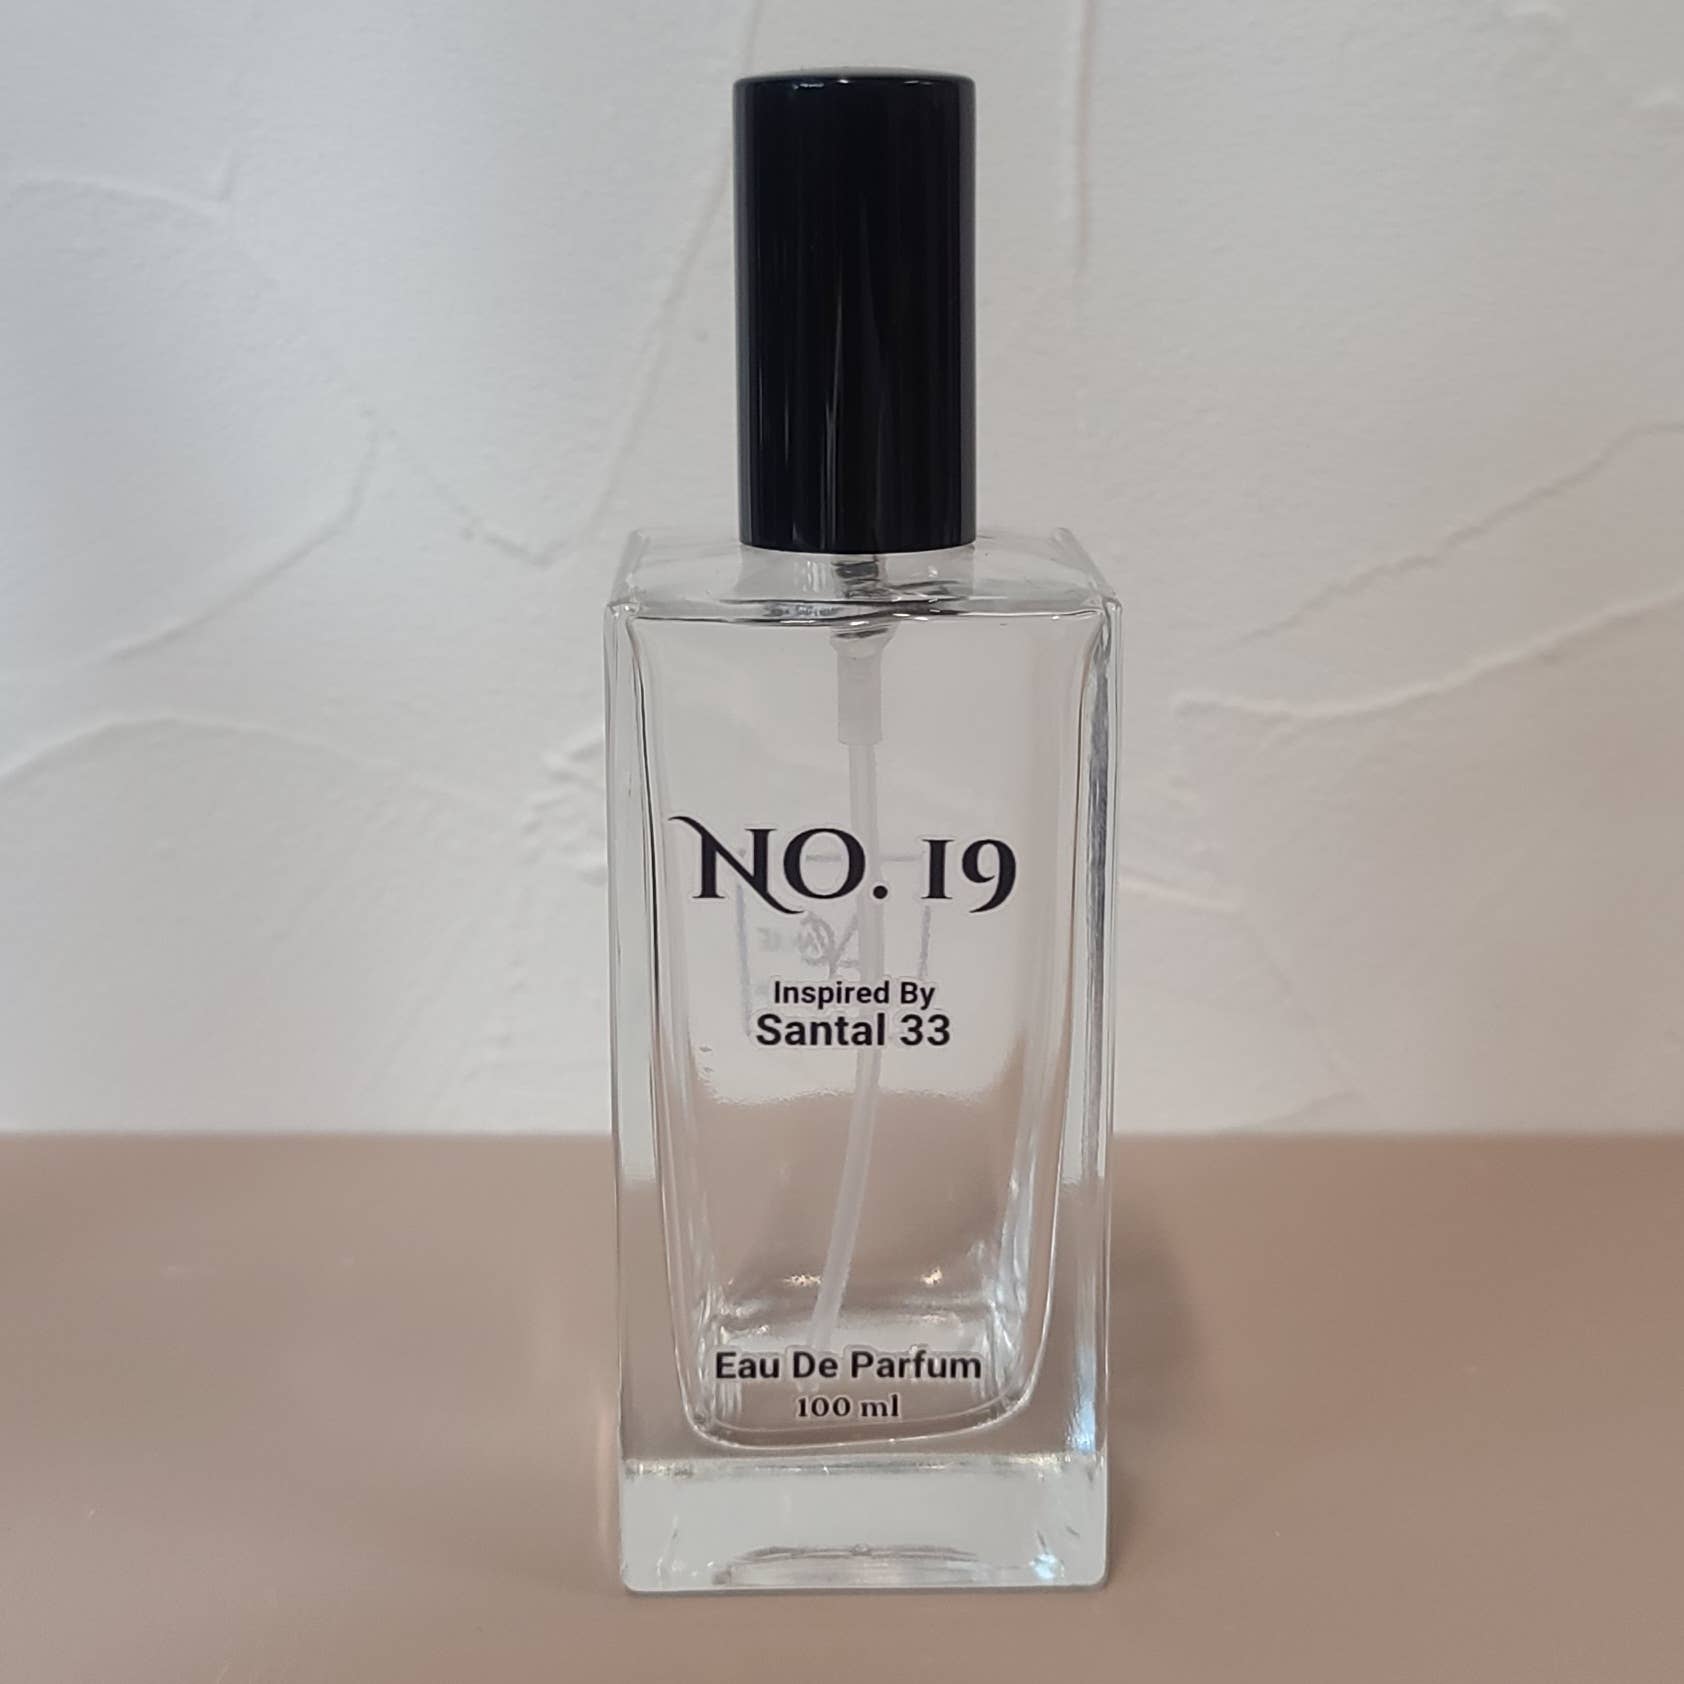 NO. 19
Inspired By
Santal 33
Eau De Parfum
100 ml